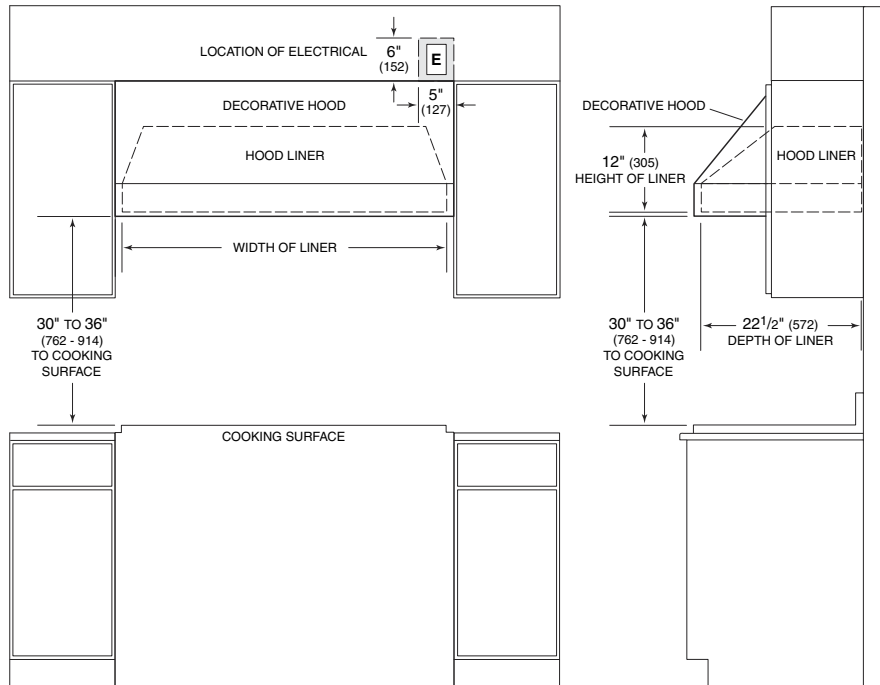 LOCATION OF ELECTRICAL
6"
(152)
E
5"
(127)
DECORATIVE HOOD
HOOD LINER
WIDTH OF LINER
30" TO 36"
(762 - 914)
TO COOKING
SURFACE
COOKING SURFACE
DECORATIVE HOOD
12" (305)
HEIGHT OF LINER
HOOD LINER
30" TO 36"
(762 - 914)
TO COOKING
SURFACE
22 1/2" (572)
DEPTH OF LINER